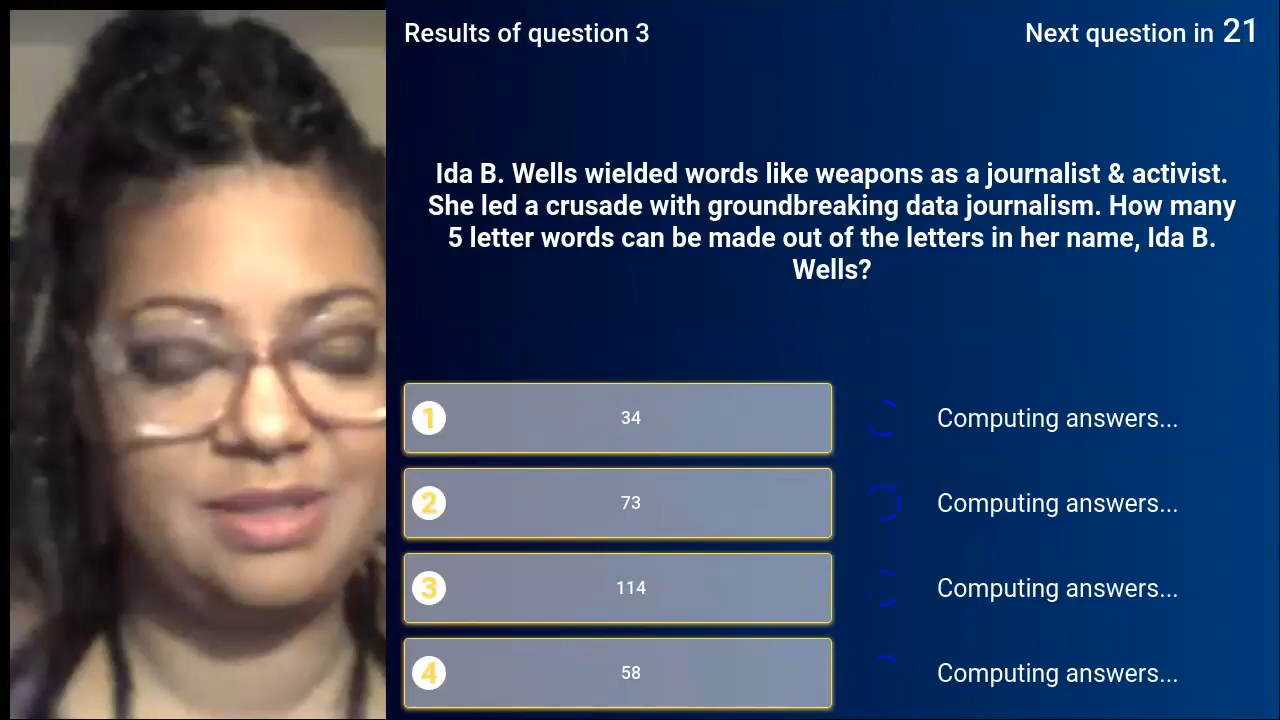 Results of question 3
Next question in 21
Ida B. Wells wielded words like weapons as a journalist & activist.
She led a crusade with groundbreaking data journalism. How many
5 letter words can be made out of the letters in her name, Ida B.
Wells?
1 34 Computing answers...
2 73 Computing answers...
3 114 Computing answers...
4 58 Computing answers...